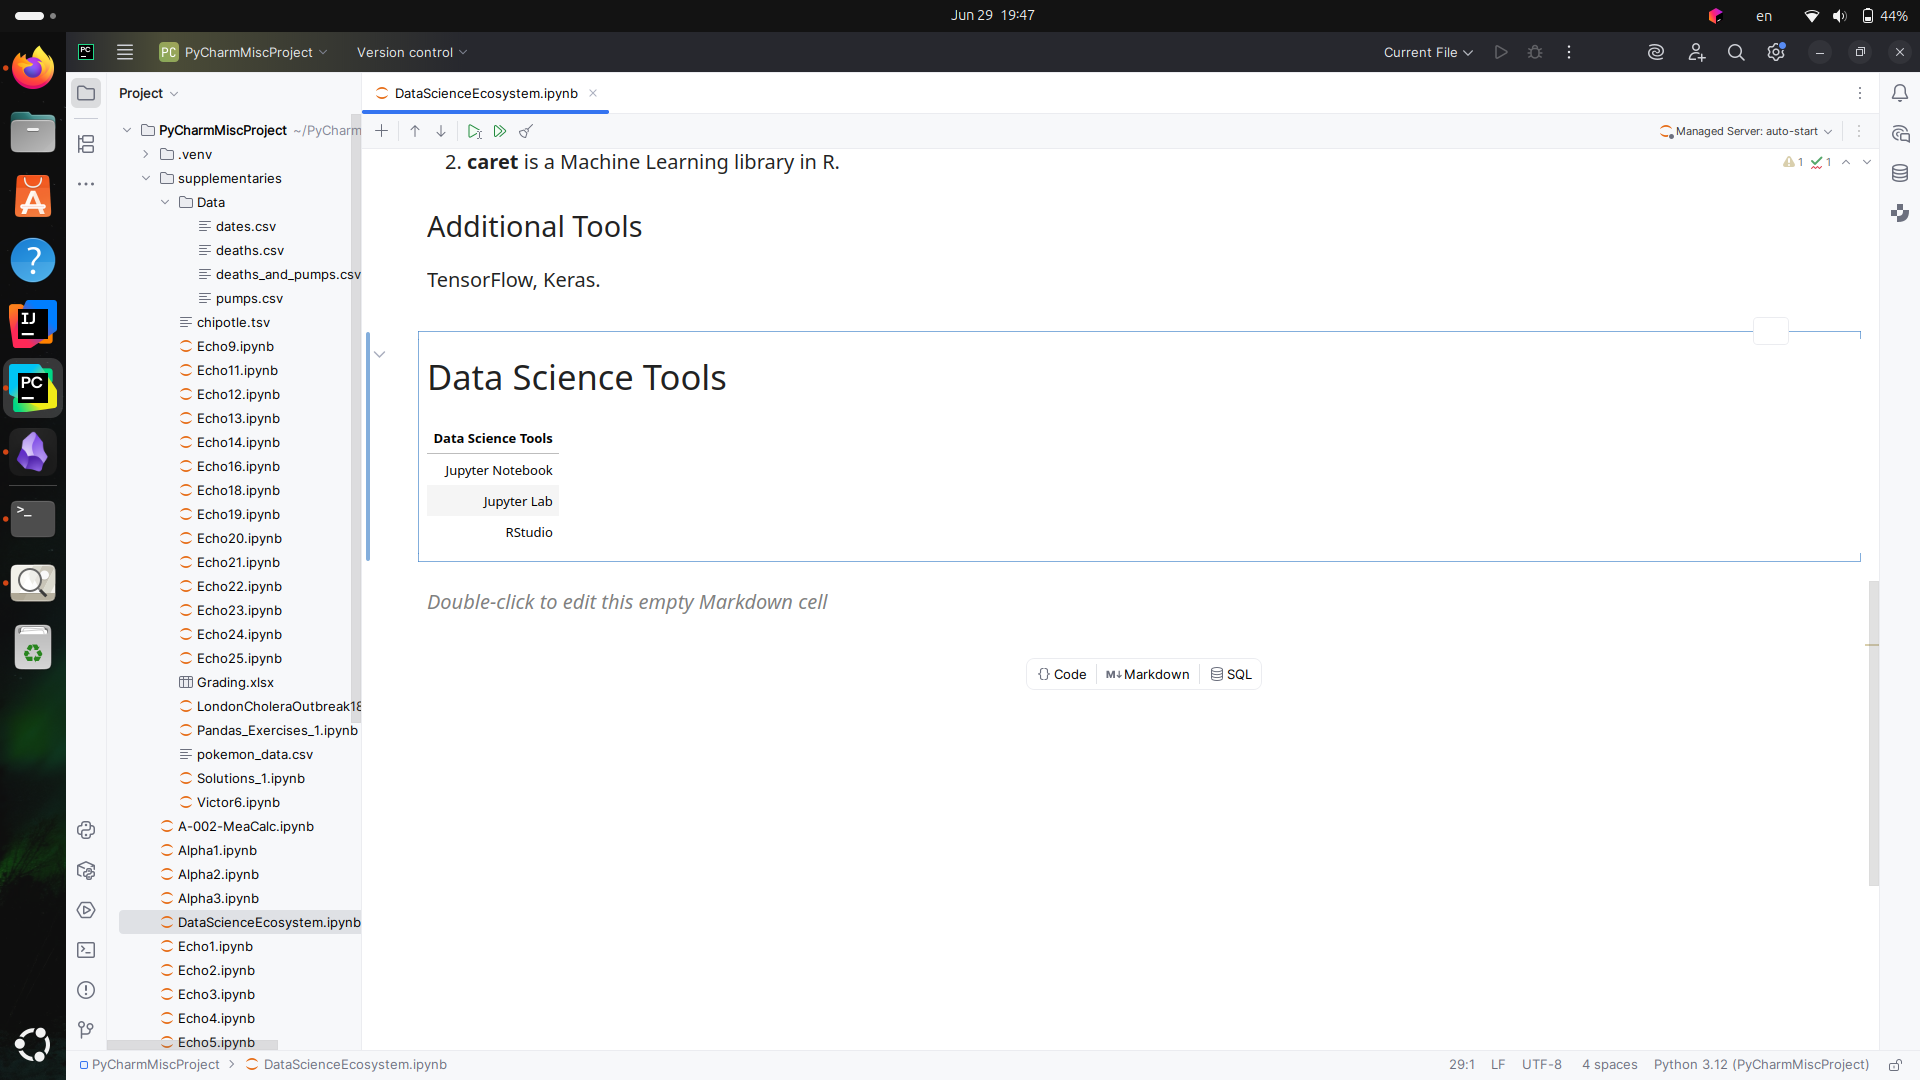 Jun 29 19:47
en
44%
PC
PC PyCharmMiscProject
Version control
Current File
Project
DataScienceEcosystem.ipynb
PyCharmMiscProject ~/PyCharm
Managed Server: auto-start
.venv
supplementaries
Data
dates.csv
deaths.csv
deaths_and_pumps.csv
pumps.csv
chipotle.tsv
Echo9.ipynb
Echo11.ipynb
Echo12.ipynb
Echo13.ipynb
Echo14.ipynb
Echo16.ipynb
Echo18.ipynb
Echo19.ipynb
Echo20.ipynb
Echo21.ipynb
Echo22.ipynb
Echo23.ipynb
Echo24.ipynb
Echo25.ipynb
Grading.xlsx
LondonCholeraOutbreak18
Pandas_Exercises_1.ipynb
pokemon_data.csv
Solutions_1.ipynb
Victor6.ipynb
A-002-MeaCalc.ipynb
Alpha1.ipynb
Alpha2.ipynb
Alpha3.ipynb
DataScienceEcosystem.ipynb
Echo1.ipynb
Echo2.ipynb
Echo3.ipynb
Echo4.ipynb
Echo5.ipynb
2. caret is a Machine Learning library in R.
1 1
Additional Tools
TensorFlow, Keras.
Data Science Tools
Data Science Tools
Jupyter Notebook
Jupyter Lab
RStudio
Double-click to edit this empty Markdown cell
{} Code
M↓ Markdown
SQL
IJ
PC
PyCharmMiscProject > DataScienceEcosystem.ipynb
29:1 LF UTF-8 4 spaces Python 3.12 (PyCharmMiscProject)